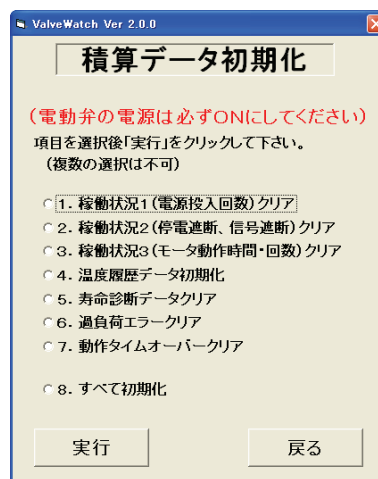 ValveWatch Ver 2.0.0
積算データ初期化
(電動弁の電源は必ずONにしてください)
項目を選択後「実行」をクリックして下さい。
(複数の選択は不可)
1. 稼働状況1(電源投入回数)クリア
2. 稼働状況2(停電遮断、信号遮断)クリア
3. 稼働状況3(モータ動作時間・回数)クリア
4. 温度履歴データ初期化
5. 寿命診断データクリア
6. 過負荷エラークリア
7. 動作タイムオーバークリア
8. すべて初期化
実行 戻る